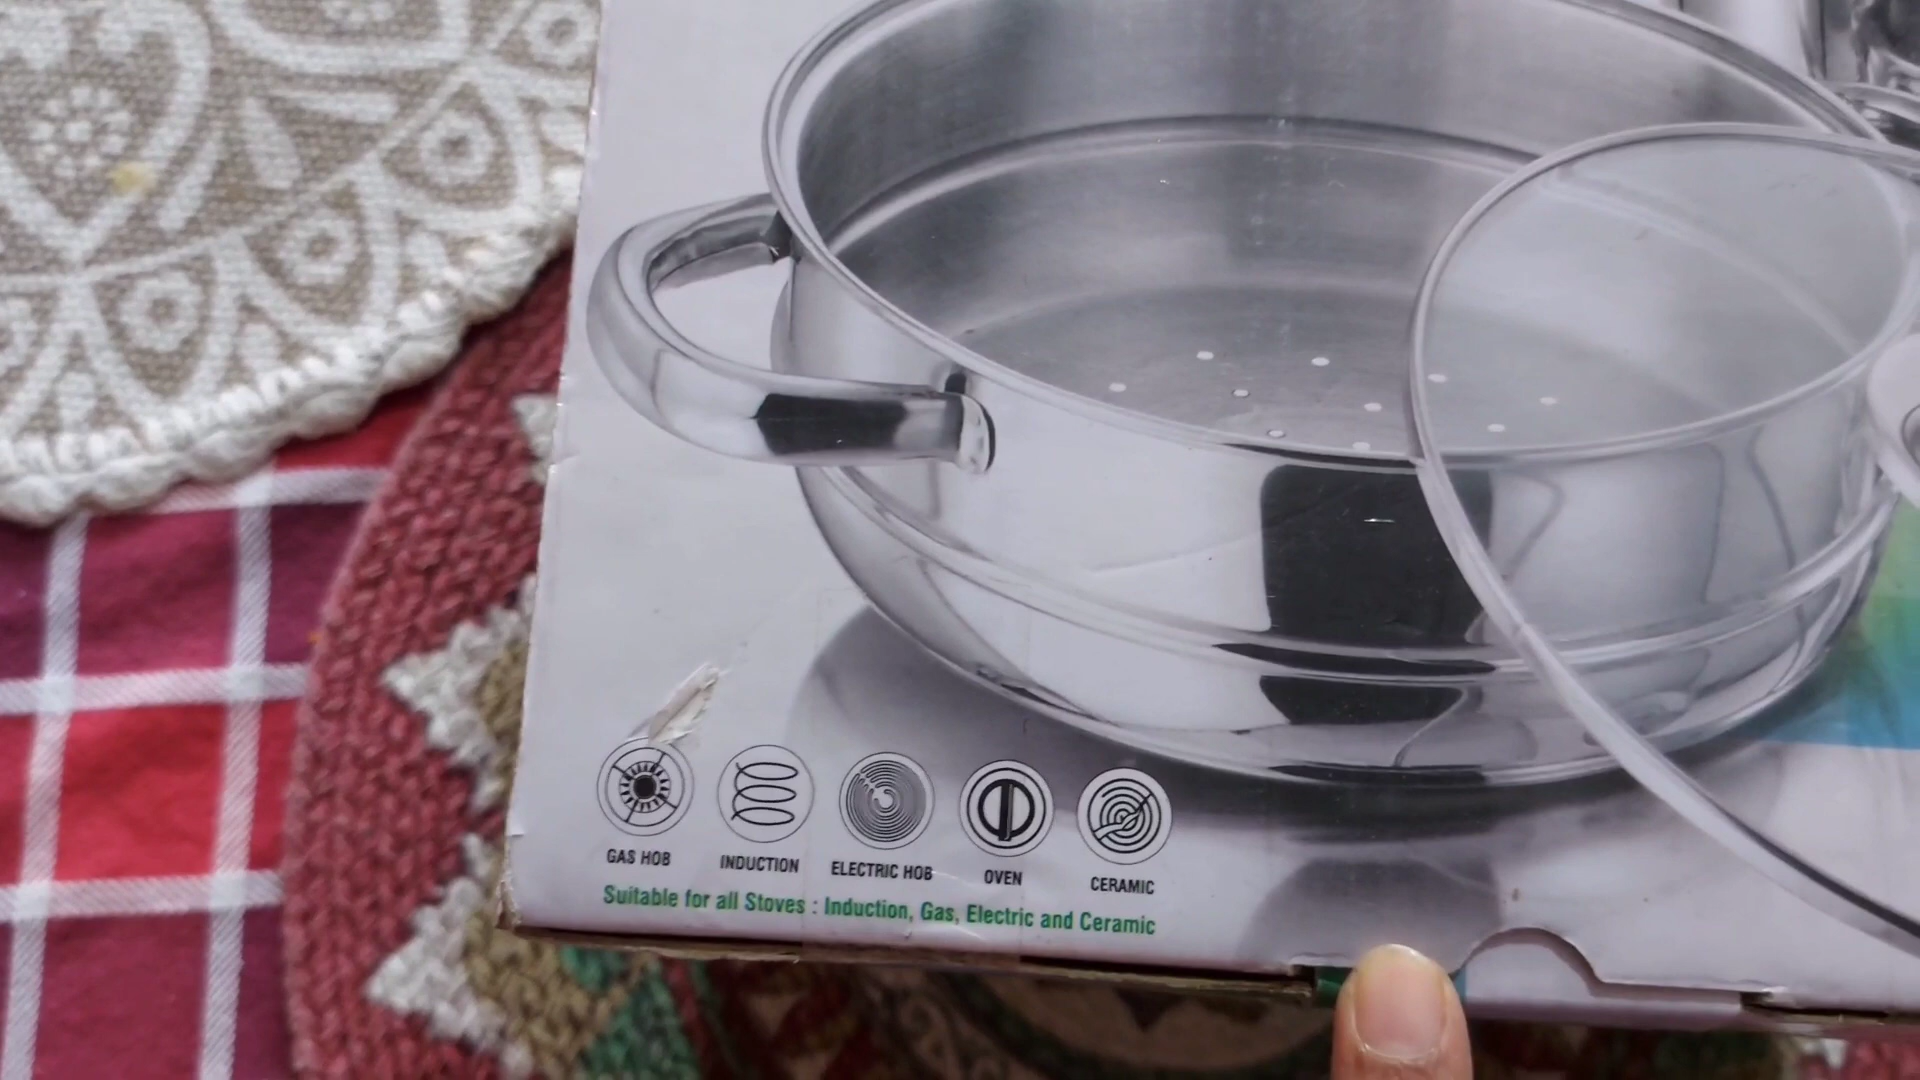 GAS HOB INDUCTION ELECTRIC HOB OVEN CERAMIC
Suitable for all Stoves : Induction, Gas, Electric and Ceramic